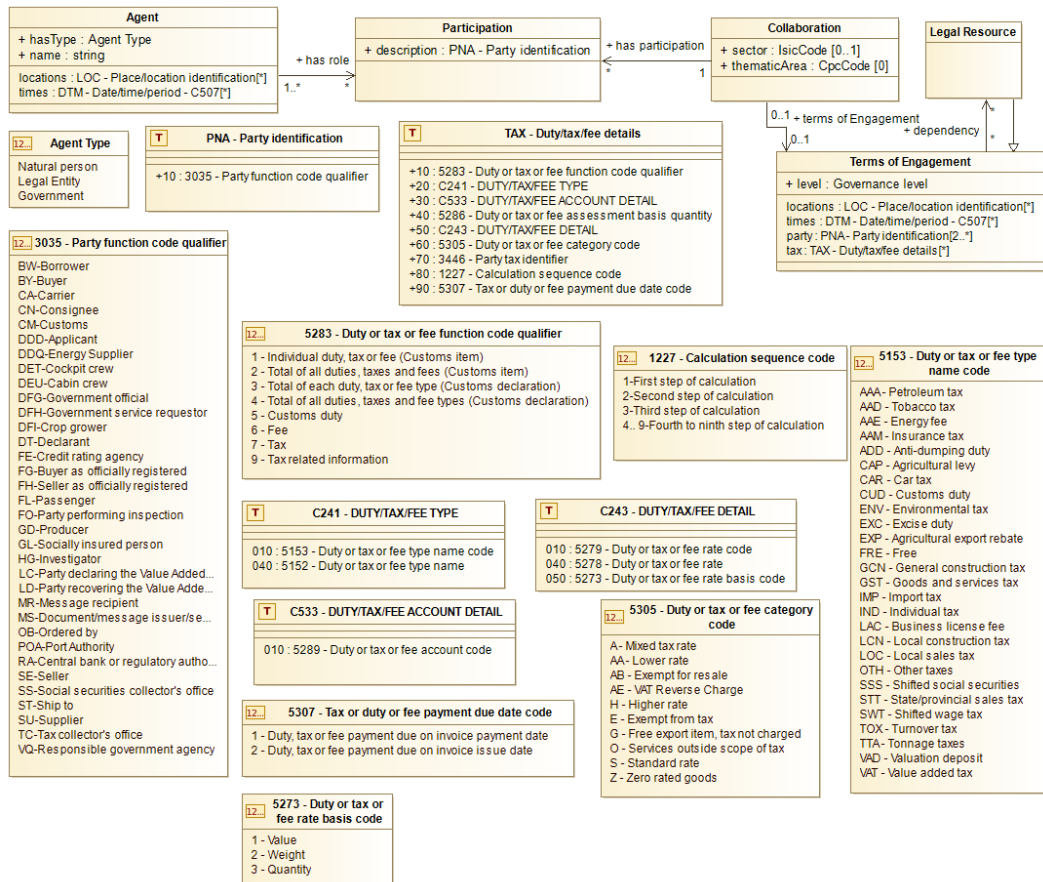 Agent
+ hasType : Agent Type
+ name : string
locations : LOC - Place/location identification[*]
times : DTM - Date/time/period - C507[*]
+ has role
1..*
*
Participation
+ description : PNA - Party identification
+ has participation
*
1
Collaboration
+ sector : IsicCode [0..1]
+ thematicArea : CpcCode [0]
Legal Resource
0..1
+ terms of Engagement
0..1
+ dependency
*
*
Terms of Engagement
+ level : Governance level
locations : LOC - Place/location identification[*]
times : DTM - Date/time/period - C507[*]
party : PNA - Party identification[2..*]
tax : TAX - Duty/tax/fee details[*]
12... Agent Type
Natural person
Legal Entity
Government
T PNA - Party identification
+10 : 3035 - Party function code qualifier
T TAX - Duty/tax/fee details
+10 : 5283 - Duty or tax or fee function code qualifier
+20 : C241 - DUTY/TAX/FEE TYPE
+30 : C533 - DUTY/TAX/FEE ACCOUNT DETAIL
+40 : 5286 - Duty or tax or fee assessment basis quantity
+50 : C243 - DUTY/TAX/FEE DETAIL
+60 : 5305 - Duty or tax or fee category code
+70 : 3446 - Party tax identifier
+80 : 1227 - Calculation sequence code
+90 : 5307 - Tax or duty or fee payment due date code
12... 3035 - Party function code qualifier
BW-Borrower
BY-Buyer
CA-Carrier
CN-Consignee
CM-Customs
DDD-Applicant
DDQ-Energy Supplier
DET-Cockpit crew
DEU-Cabin crew
DFG-Government official
DFH-Government service requestor
DFI-Crop grower
DT-Declarant
FE-Credit rating agency
FG-Buyer as officially registered
FH-Seller as officially registered
FL-Passenger
FO-Party performing inspection
GD-Producer
GL-Socially insured person
HG-Investigator
LC-Party declaring the Value Added...
LD-Party recovering the Value Adde...
MR-Message recipient
MS-Document/message issuer/se...
OB-Ordered by
POA-Port Authority
RA-Central bank or regulatory autho...
SE-Seller
SS-Social securities collector's office
ST-Ship to
SU-Supplier
TC-Tax collector's office
VQ-Responsible government agency
12... 5283 - Duty or tax or fee function code qualifier
1 - Individual duty, tax or fee (Customs item)
2 - Total of all duties, taxes and fees (Customs item)
3 - Total of each duty, tax or fee type (Customs declaration)
4 - Total of all duties, taxes and fee types (Customs declaration)
5 - Customs duty
6 - Fee
7 - Tax
9 - Tax related information
12... 1227 - Calculation sequence code
1-First step of calculation
2-Second step of calculation
3-Third step of calculation
4.. 9-Fourth to ninth step of calculation
12... 5153 - Duty or tax or fee type
name code
AAA - Petroleum tax
AAD - Tobacco tax
AAE - Energy fee
AAM - Insurance tax
ADD - Anti-dumping duty
CAP - Agricultural levy
CAR - Car tax
CUD - Customs duty
ENV - Environmental tax
EXC - Excise duty
EXP - Agricultural export rebate
FRE - Free
GCN - General construction tax
GST - Goods and services tax
IMP - Import tax
IND - Individual tax
LAC - Business license fee
LCN - Local construction tax
LOC - Local sales tax
OTH - Other taxes
SSS - Shifted social securities
STT - State/provincial sales tax
SWT - Shifted wage tax
TOX - Turnover tax
TTA - Tonnage taxes
VAD - Valuation deposit
VAT - Value added tax
T C241 - DUTY/TAX/FEE TYPE
010 : 5153 - Duty or tax or fee type name code
040 : 5152 - Duty or tax or fee type name
T C243 - DUTY/TAX/FEE DETAIL
010 : 5279 - Duty or tax or fee rate code
040 : 5278 - Duty or tax or fee rate
050 : 5273 - Duty or tax or fee rate basis code
T C533 - DUTY/TAX/FEE ACCOUNT DETAIL
010 : 5289 - Duty or tax or fee account code
12... 5305 - Duty or tax or fee category
code
A- Mixed tax rate
AA - Lower rate
AB - Exempt for resale
AE - VAT Reverse Charge
H - Higher rate
E - Exempt from tax
G - Free export item, tax not charged
O - Services outside scope of tax
S - Standard rate
Z - Zero rated goods
12... 5307 - Tax or duty or fee payment due date code
1 - Duty, tax or fee payment due on invoice payment date
2 - Duty, tax or fee payment due on invoice issue date
12... 5273 - Duty or tax or
fee rate basis code
1 - Value
2 - Weight
3 - Quantity